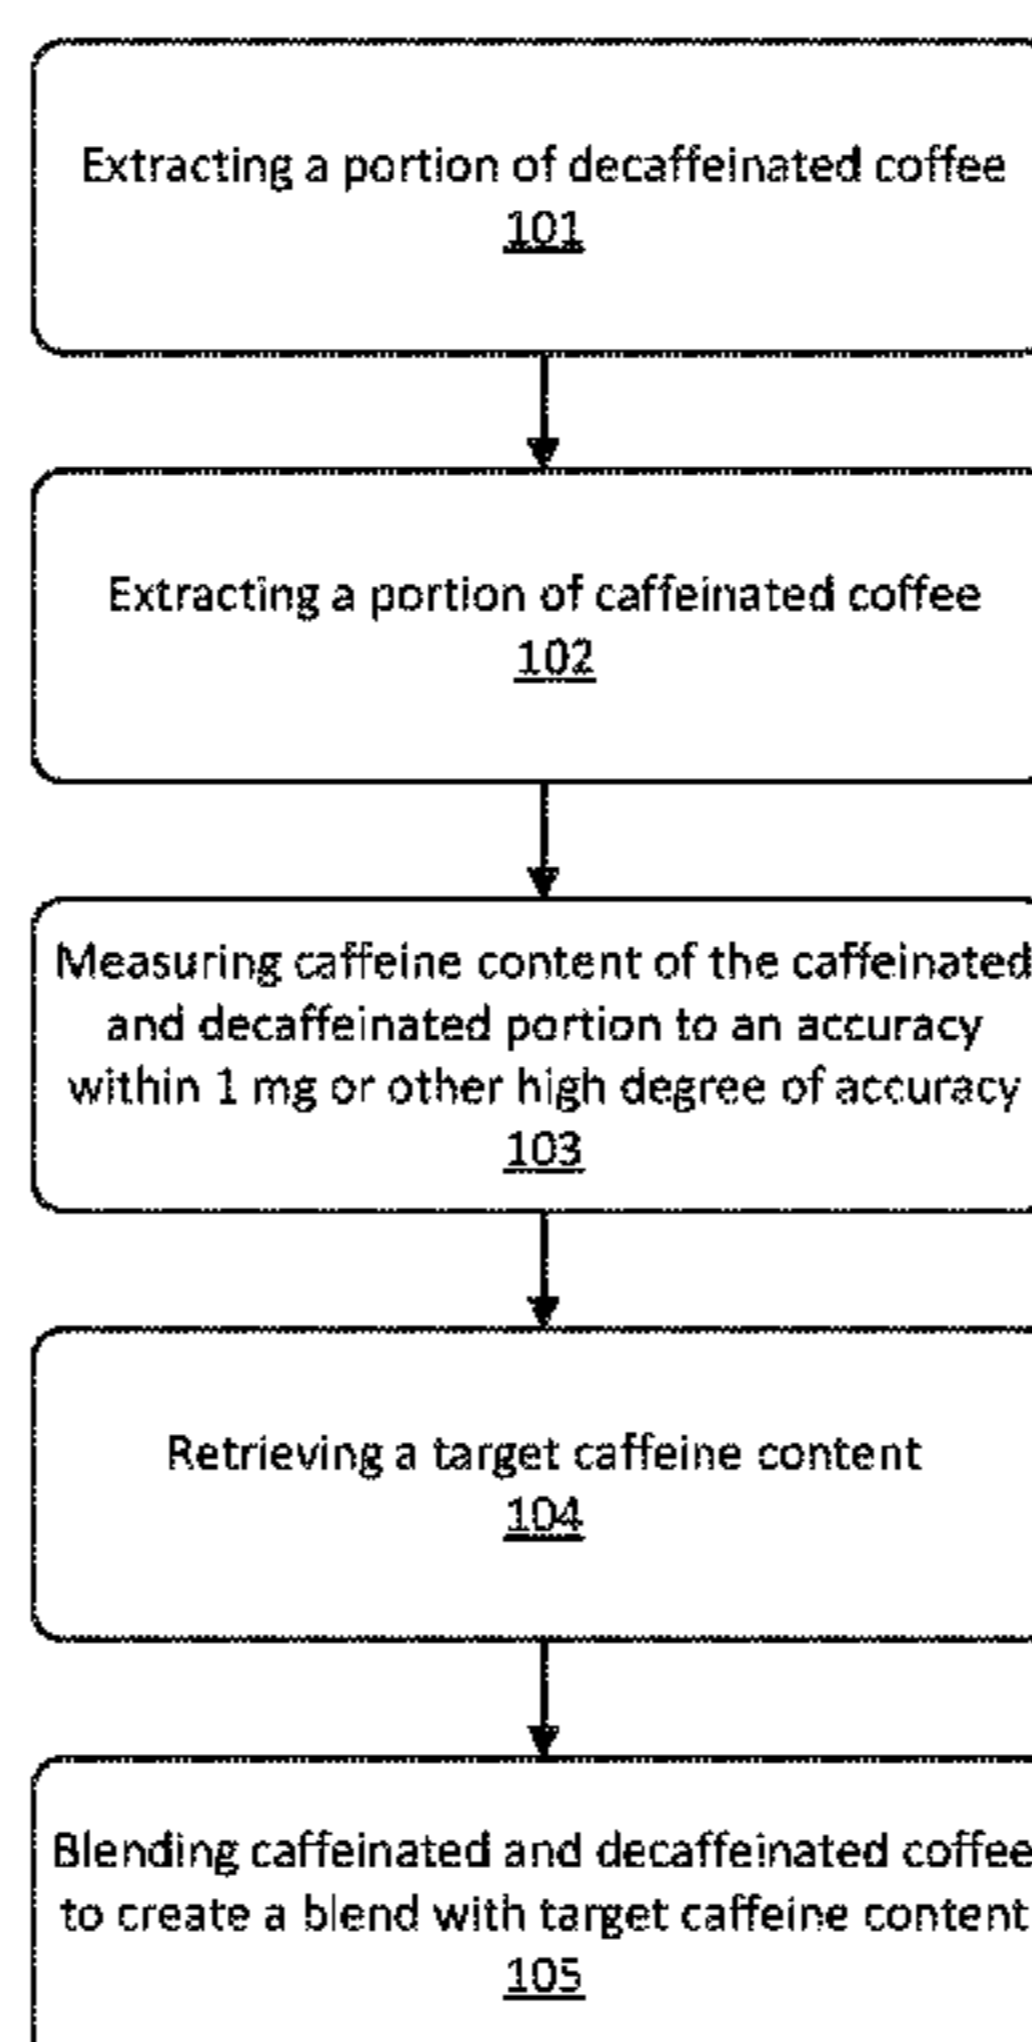 Extracting a portion of decaffeinated coffee
101
Extracting a portion of caffeinated coffee
102
Measuring caffeine content of the caffeinated
and decaffeinated portion to an accuracy
within 1 mg or other high degree of accuracy
103
Retrieving a target caffeine content
104
Blending caffeinated and decaffeinated coffee
to create a blend with target caffeine content
105